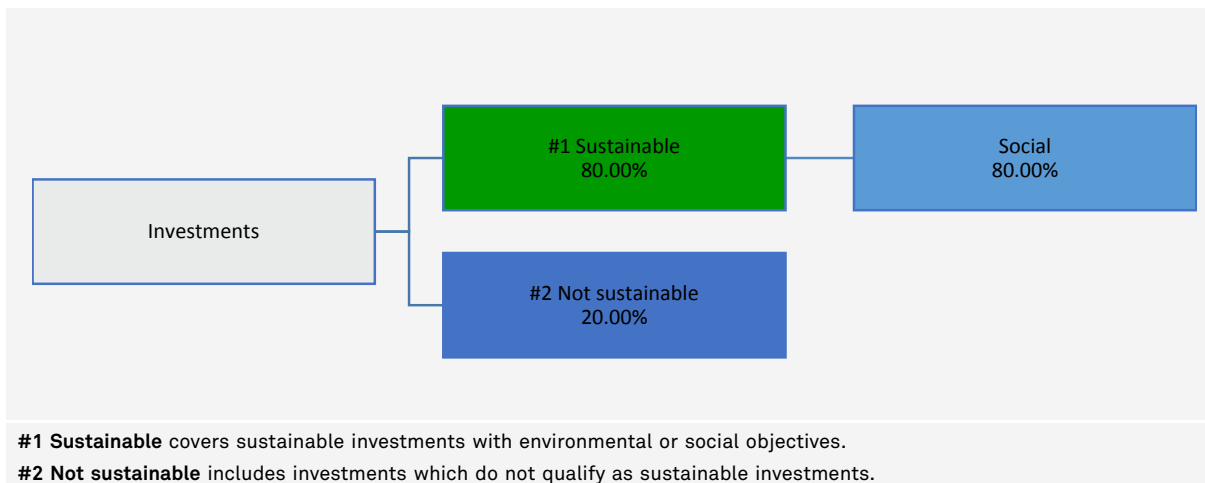 #1 Sustainable
80.00%
Social
80.00%
Investments
#2 Not sustainable
20.00%
#1 Sustainable covers sustainable investments with environmental or social objectives.
#2 Not sustainable includes investments which do not qualify as sustainable investments.